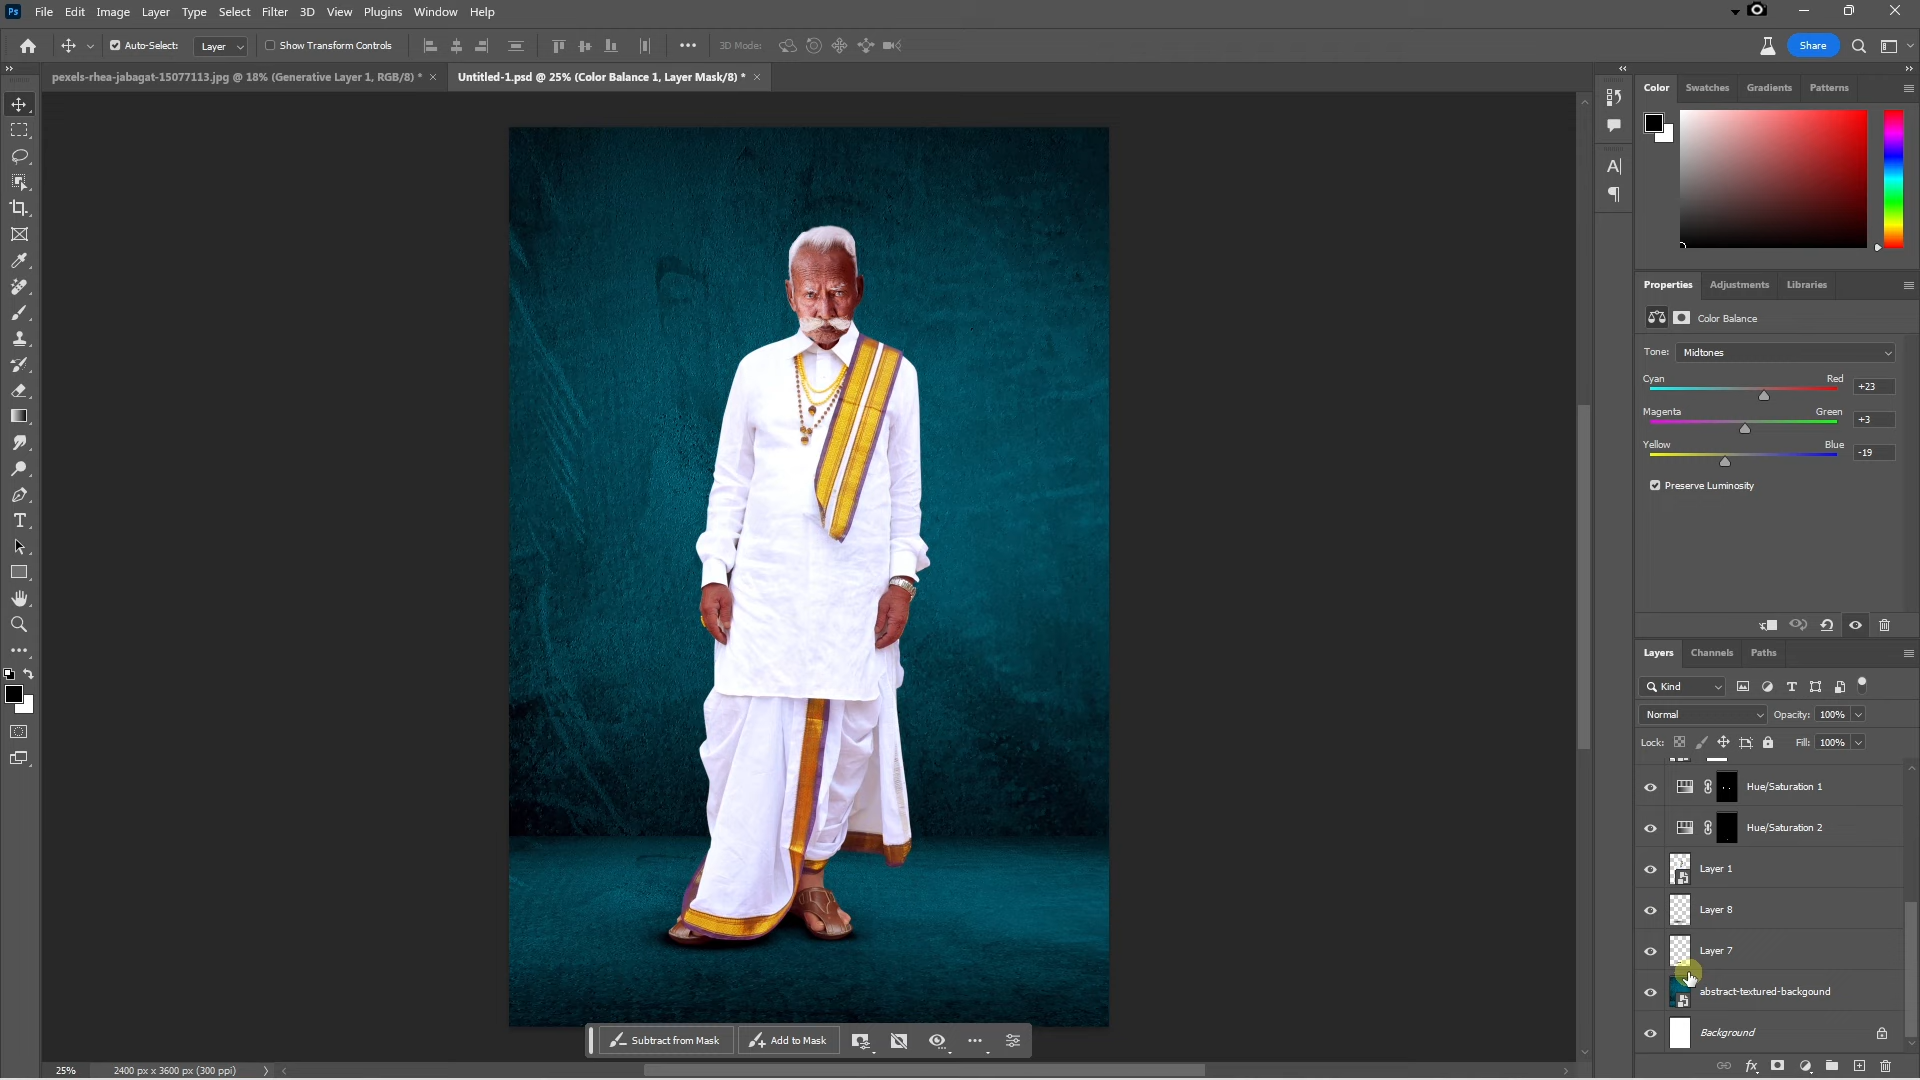 Ps File Edit Image Layer Type Select Filter 3D View Plugins Window Help
Auto-Select: Layer Show Transform Controls 3D Mode: Share
pexels-rhea-jabagat-15077113.jpg @ 18% (Generative Layer 1, RGB/8) * Untitled-1.psd @ 25% (Color Balance 1, Layer Mask/8) *
Color Swatches Gradients Patterns
Properties Adjustments Libraries
Color Balance
Tone: Midtones
Cyan Red +23
Magenta Green +3
Yellow Blue -19
Preserve Luminosity
Layers Channels Paths
Kind
Normal Opacity: 100%
Lock: Fill: 100%
Hue/Saturation 1
Hue/Saturation 2
Layer 1
Layer 8
Layer 7
abstract-textured-backgound
Background
Subtract from Mask Add to Mask
25% 2400 px x 3600 px (300 ppi)